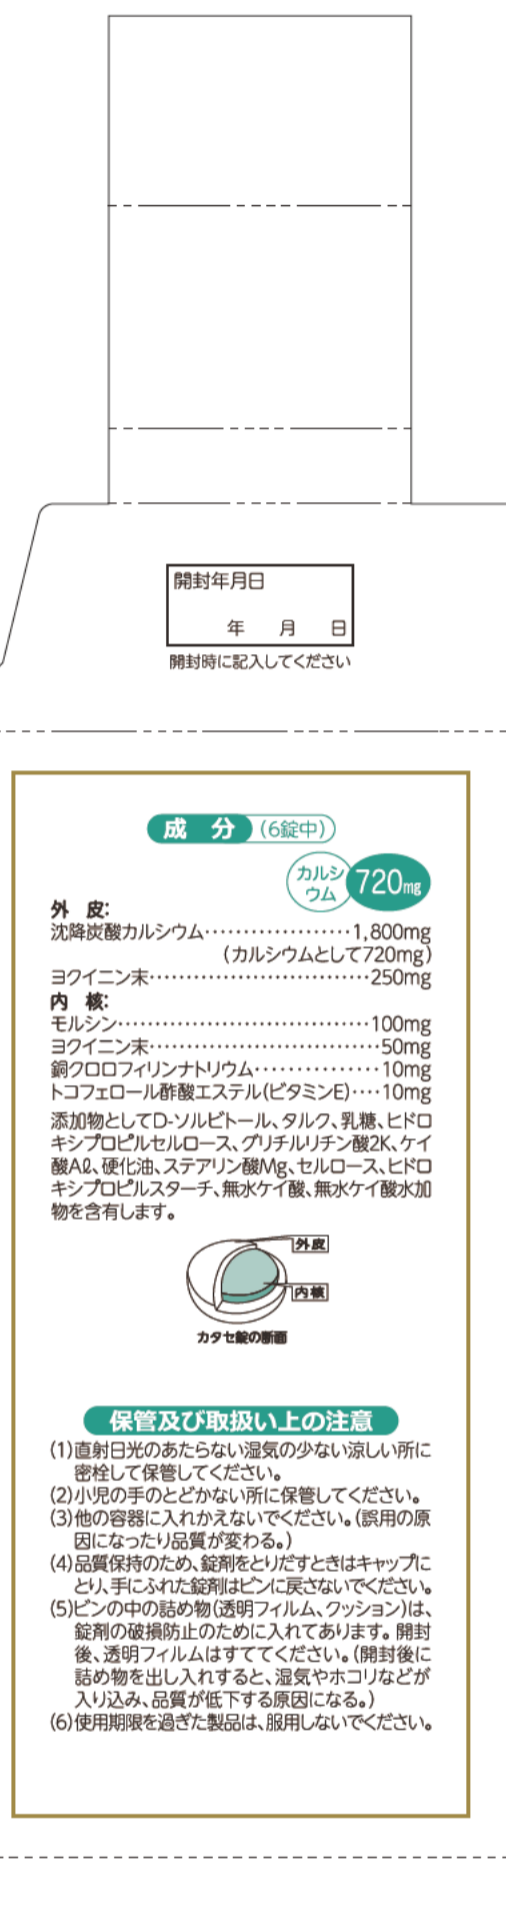 開封年月日
年　月　日
開封時に記入してください
成　分（6錠中）
カルシ
ウム
720mg
外　皮：
沈降炭酸カルシウム‥‥‥‥‥‥‥‥‥‥1,800mg
（カルシウムとして720mg）
ヨクイニン末‥‥‥‥‥‥‥‥‥‥‥‥‥‥‥250mg
内　核：
モルシン‥‥‥‥‥‥‥‥‥‥‥‥‥‥‥‥‥100mg
ヨクイニン末‥‥‥‥‥‥‥‥‥‥‥‥‥‥‥‥50mg
銅クロロフィリンナトリウム‥‥‥‥‥‥‥‥10mg
トコフェロール酢酸エステル（ビタミンE）‥‥10mg
添加物としてD-ソルビトール、タルク、乳糖、ヒドロ
キシプロピルセルロース、グリチルリチン酸2K、ケイ
酸Aℓ、硬化油、ステアリン酸Mg、セルロース、ヒドロ
キシプロピルスターチ、無水ケイ酸、無水ケイ酸水加
物を含有します。
外皮
内核
カタセ錠の断面
保管及び取扱い上の注意
(1)直射日光のあたらない湿気の少ない涼しい所に
密栓して保管してください。
(2)小児の手のとどかない所に保管してください。
(3)他の容器に入れかえないでください。（誤用の原
因になったり品質が変わる。）
(4)品質保持のため、錠剤をとりだすときはキャップに
とり、手にふれた錠剤はビンに戻さないでください。
(5)ビンの中の詰め物（透明フィルム、クッション）は、
錠剤の破損防止のために入れてあります。開封
後、透明フィルムはすててください。（開封後に
詰め物を出し入れすると、湿気やホコリなどが
入り込み、品質が低下する原因になる。）
(6)使用期限を過ぎた製品は、服用しないでください。